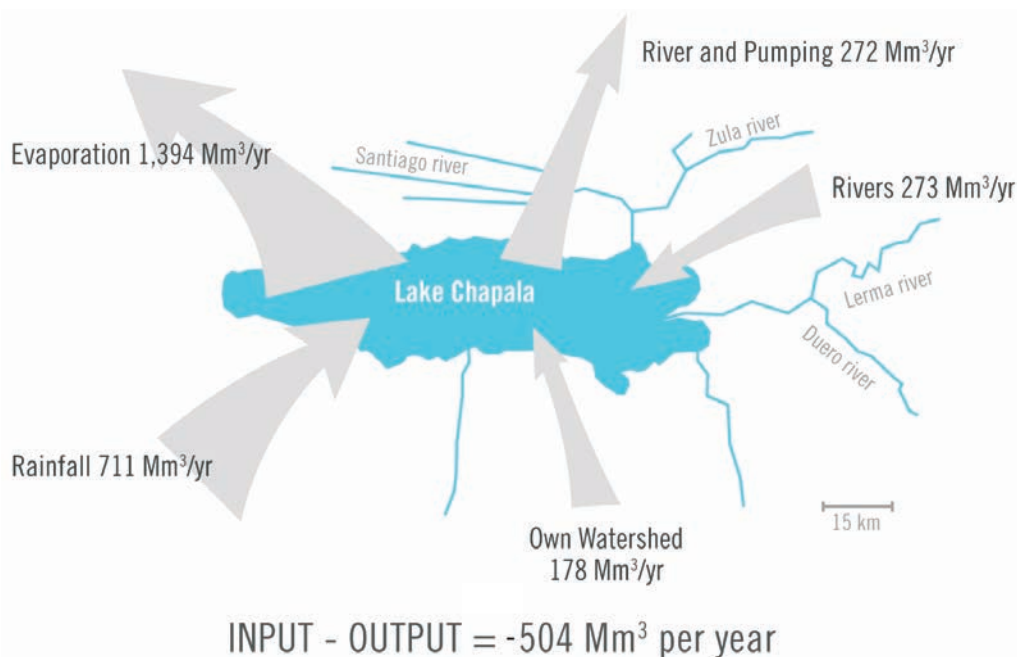 River and Pumping 272 Mm³/yr
Zula river
Evaporation 1,394 Mm³/yr
Santiago river
Rivers 273 Mm³/yr
Lake Chapala
Lerma river
Duero river
Rainfall 711 Mm³/yr
15 km
Own Watershed
178 Mm³/yr
INPUT - OUTPUT = -504 Mm³ per year